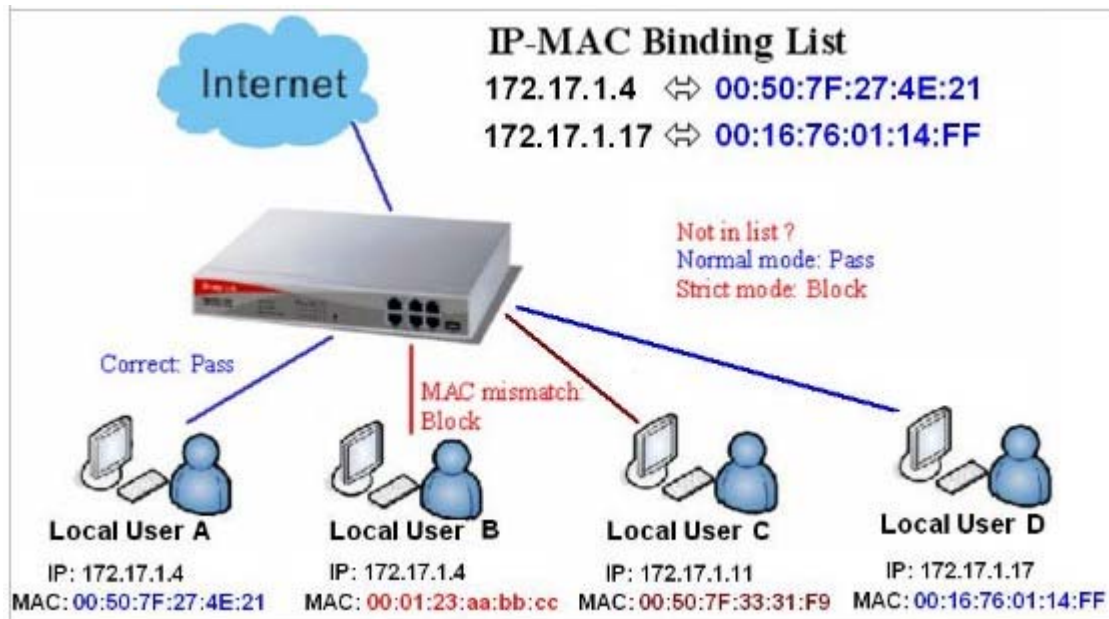 Internet
IP-MAC Binding List
172.17.1.4 ⇔ 00:50:7F:27:4E:21
172.17.1.17 ⇔ 00:16:76:01:14:FF
Not in list ?
Normal mode: Pass
Strict mode: Block
Correct: Pass
MAC mismatch:
Block
Local User A
IP: 172.17.1.4
MAC: 00:50:7F:27:4E:21
Local User B
IP: 172.17.1.4
MAC: 00:01:23:aa:bb:cc
Local User C
IP: 172.17.1.11
MAC: 00:50:7F:33:31:F9
Local User D
IP: 172.17.1.17
MAC: 00:16:76:01:14:FF